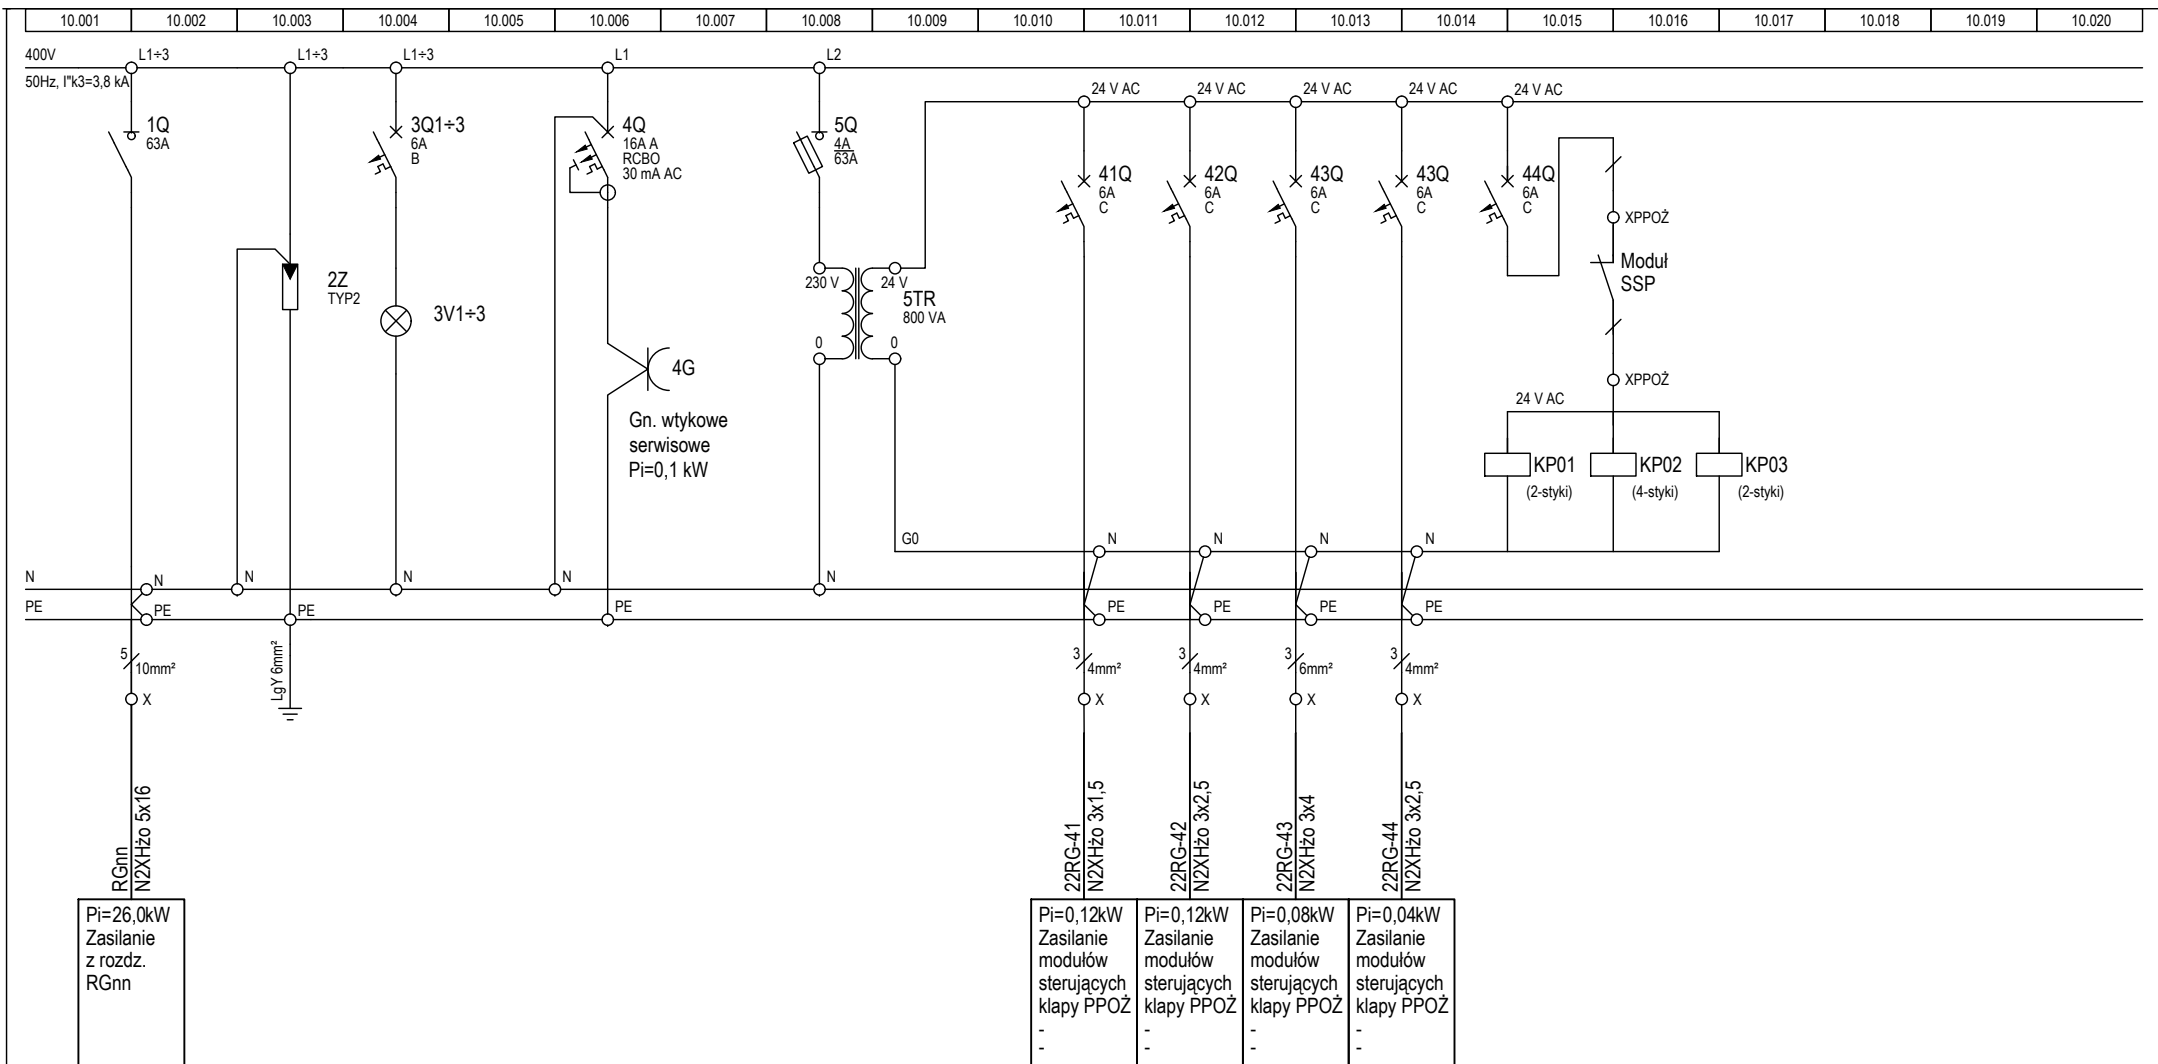 10.001 10.002 10.003 10.004 10.005 10.006 10.007 10.008 10.009 10.010 10.011 10.012 10.013 10.014 10.015 10.016 10.017 10.018 10.019 10.020
400V L1÷3 L1÷3 L1÷3 L1 L2
50Hz, I"k3=3,8 kA
24 V AC 24 V AC 24 V AC 24 V AC 24 V AC
1Q
63A
3Q1÷3
6A
B
4Q
16A A
RCBO
30 mA AC
5Q
4A
63A
41Q
6A
C
42Q
6A
C
43Q
6A
C
43Q
6A
C
44Q
6A
C
XPPOŻ
Moduł
SSP
XPPOŻ
2Z
TYP2
3V1÷3
230 V
24 V
5TR
800 VA
0 0
4G
Gn. wtykowe
serwisowe
Pi=0,1 kW
24 V AC
KP01
(2-styki)
KP02
(4-styki)
KP03
(2-styki)
G0 N N N N
N N N N N N
PE PE PE PE PE PE PE PE
5 10mm²
LgY 6mm²
3 4mm²
3 4mm²
3 6mm²
3 4mm²
X X X X X
RGnn
N2XHżo 5x16
22RG-41
N2XHżo 3x1,5
22RG-42
N2XHżo 3x2,5
22RG-43
N2XHżo 3x4
22RG-44
N2XHżo 3x2,5
Pi=26,0kW
Zasilanie
z rozdz.
RGnn
Pi=0,12kW
Zasilanie
modułów
sterujących
klapy PPOŻ
-
-
Pi=0,12kW
Zasilanie
modułów
sterujących
klapy PPOŻ
-
-
Pi=0,08kW
Zasilanie
modułów
sterujących
klapy PPOŻ
-
-
Pi=0,04kW
Zasilanie
modułów
sterujących
klapy PPOŻ
-
-